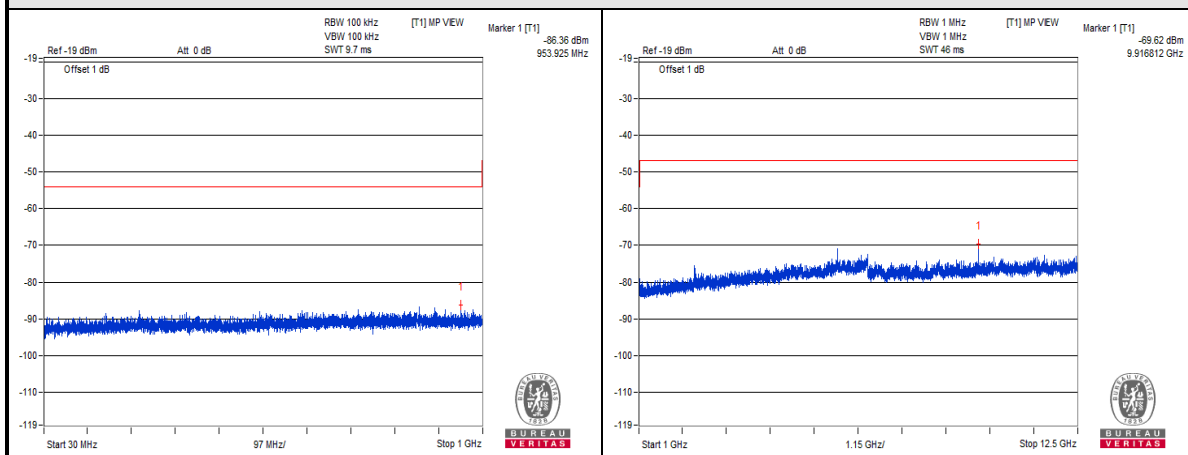 RBW 100 kHz [T1] MP VIEW
VBW 100 kHz
SWT 9.7 ms
Marker 1 [T1]
-86.36 dBm
953.925 MHz
Ref -19 dBm Att 0 dB
Offset 1 dB
-19
-30
-40
-50
-60
-70
-80
-90
-100
-110
-119
1
Start 30 MHz 97 MHz/ Stop 1 GHz
BUREAU VERITAS
1828
BUREAU
VERITAS
RBW 1 MHz [T1] MP VIEW
VBW 1 MHz
SWT 46 ms
Marker 1 [T1]
-69.62 dBm
9.916812 GHz
Ref -19 dBm Att 0 dB
Offset 1 dB
-19
-30
-40
-50
-60
-70
-80
-90
-100
-110
-119
1
Start 1 GHz 1.15 GHz/ Stop 12.5 GHz
BUREAU VERITAS
1828
BUREAU
VERITAS